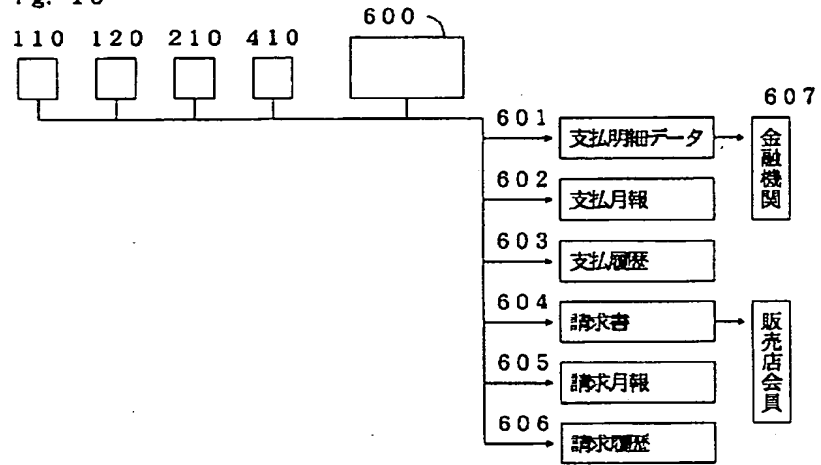 110 120 210 410 600
607
601 支払明細データ 金融機関
602 支払月報
603 支払履歴
604 請求書 販売店会員
605 請求月報
606 請求履歴